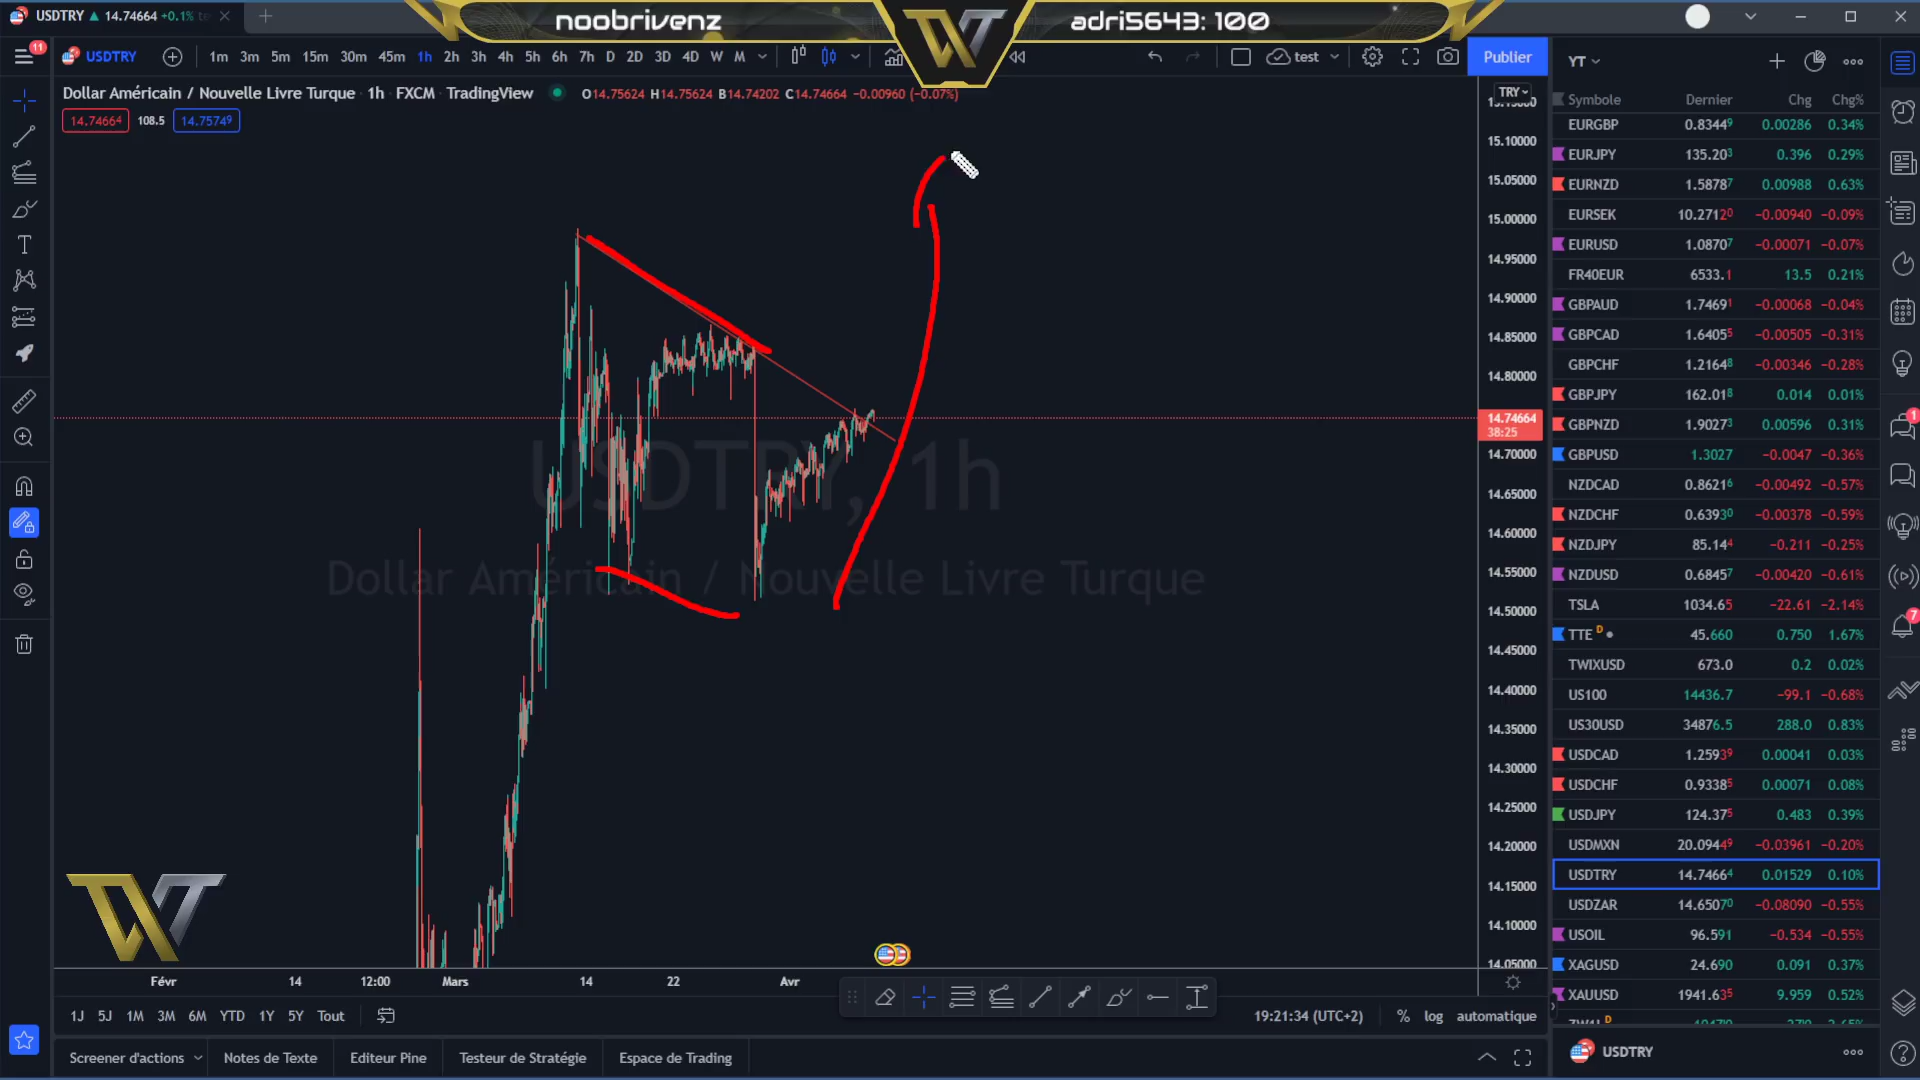 USDTRY ▲ 14.74664 +0.1%
noobrivenz
adri5643: 100
11
USDTRY
1m 3m 5m 15m 30m 45m 1h 2h 3h 4h 5h 6h 7h D 2D 3D 4D W M
test
Publier
Dollar Américain / Nouvelle Livre Turque · 1h · FXCM · TradingView
O14.75624 H14.75624 B14.74202 C14.74664 −0.00960 (−0.07%)
14.74664 108.5 14.75749
TRY
15.10000
15.05000
15.00000
14.95000
14.90000
14.85000
14.80000
14.74664
38:25
14.70000
14.65000
14.60000
14.55000
14.50000
14.45000
14.40000
14.35000
14.30000
14.25000
14.20000
14.15000
14.10000
14.05000
USDTRY, 1h
Dollar Américain / Nouvelle Livre Turque
Févr 14 12:00 Mars 14 22 Avr
1J 5J 1M 3M 6M YTD 1Y 5Y Tout
19:21:34 (UTC+2) % log automatique
Screener d'actions Notes de Texte Editeur Pine Testeur de Stratégie Espace de Trading
YT
Symbole Dernier Chg Chg%
EURGBP 0.83449 0.00286 0.34%
EURJPY 135.203 0.396 0.29%
EURNZD 1.58787 0.00988 0.63%
EURSEK 10.27120 −0.00940 −0.09%
EURUSD 1.08707 −0.00071 −0.07%
FR40EUR 6533.1 13.5 0.21%
GBPAUD 1.74691 −0.00068 −0.04%
GBPCAD 1.64055 −0.00505 −0.31%
GBPCHF 1.21648 −0.00346 −0.28%
GBPJPY 162.018 0.014 0.01%
GBPNZD 1.90273 0.00596 0.31%
GBPUSD 1.3027 −0.0047 −0.36%
NZDCAD 0.86216 −0.00492 −0.57%
NZDCHF 0.63930 −0.00378 −0.59%
NZDJPY 85.144 −0.211 −0.25%
NZDUSD 0.68457 −0.00420 −0.61%
TSLA 1034.65 −22.61 −2.14%
TTE D 45.660 0.750 1.67%
TWIXUSD 673.0 0.2 0.02%
US100 14436.7 −99.1 −0.68%
US30USD 34876.5 288.0 0.83%
USDCAD 1.25939 0.00041 0.03%
USDCHF 0.93385 0.00071 0.08%
USDJPY 124.375 0.483 0.39%
USDMXN 20.09449 −0.03961 −0.20%
USDTRY 14.74664 0.01529 0.10%
USDZAR 14.65070 −0.08090 −0.55%
USOIL 96.591 −0.534 −0.55%
XAGUSD 24.690 0.091 0.37%
XAUUSD 1941.635 9.959 0.52%
USDTRY
1
7